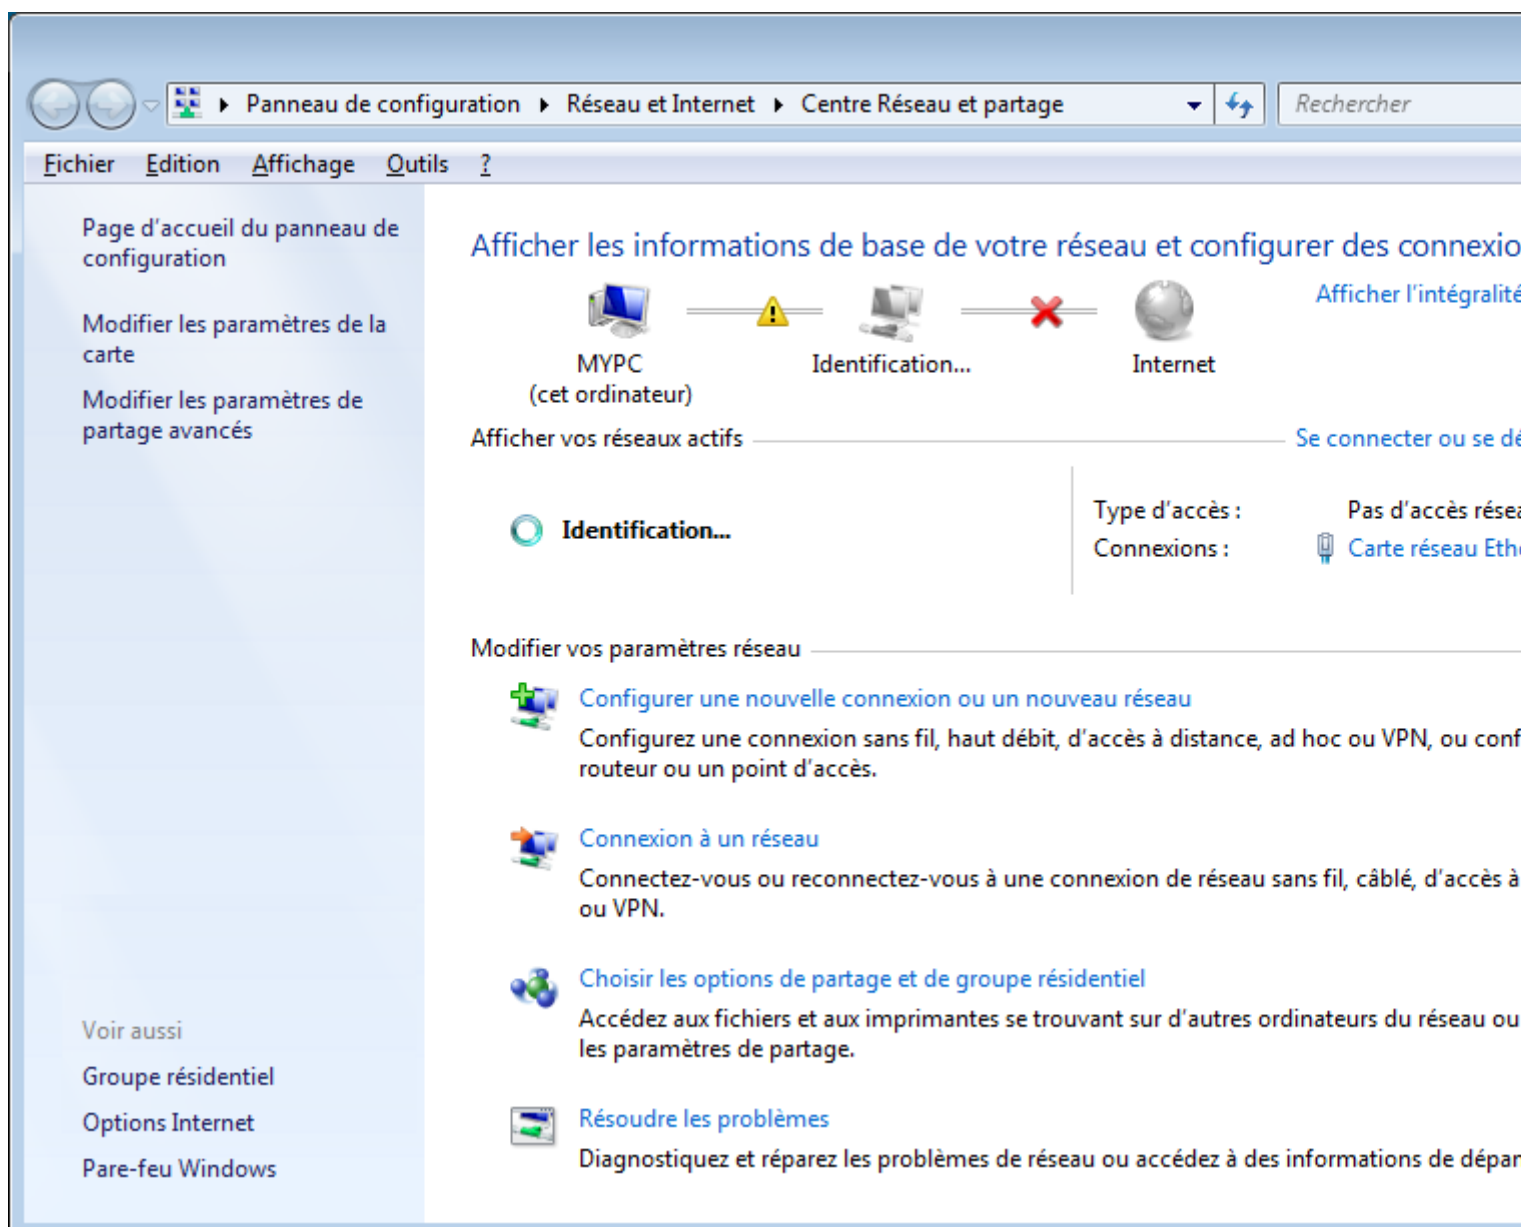 Panneau de configuration Réseau et Internet Centre Réseau et partage
Rechercher
Fichier Edition Affichage Outils ?
Page d'accueil du panneau de
configuration
Modifier les paramètres de la
carte
Modifier les paramètres de
partage avancés
Voir aussi
Groupe résidentiel
Options Internet
Pare-feu Windows
Afficher les informations de base de votre réseau et configurer des connexio
Afficher l'intégralité
MYPC
(cet ordinateur)
Identification...
Internet
Afficher vos réseaux actifs
Se connecter ou se dé
Identification...
Type d'accès : Pas d'accès résea
Connexions : Carte réseau Eth
Modifier vos paramètres réseau
Configurer une nouvelle connexion ou un nouveau réseau
Configurez une connexion sans fil, haut débit, d'accès à distance, ad hoc ou VPN, ou conf
routeur ou un point d'accès.
Connexion à un réseau
Connectez-vous ou reconnectez-vous à une connexion de réseau sans fil, câblé, d'accès à
ou VPN.
Choisir les options de partage et de groupe résidentiel
Accédez aux fichiers et aux imprimantes se trouvant sur d'autres ordinateurs du réseau ou
les paramètres de partage.
Résoudre les problèmes
Diagnostiquez et réparez les problèmes de réseau ou accédez à des informations de dépan